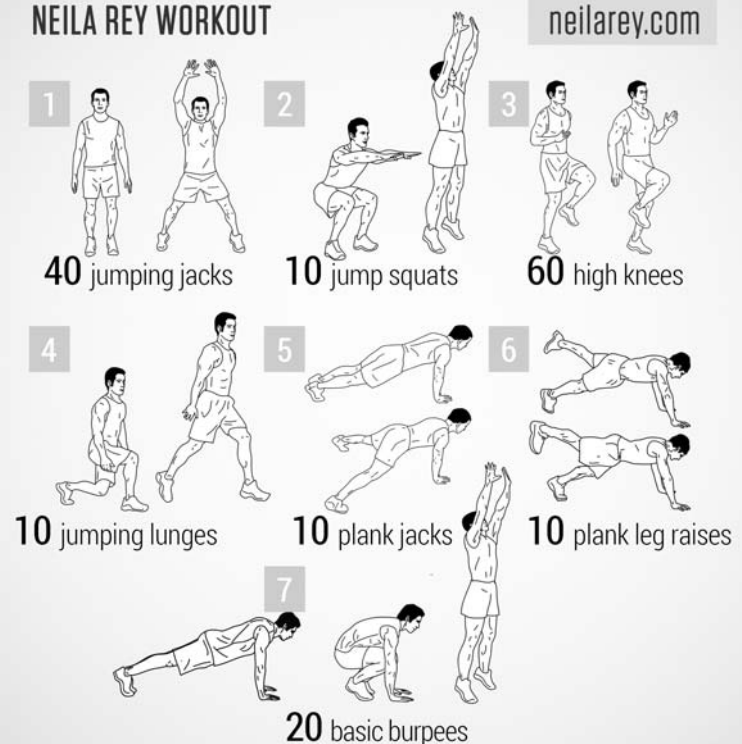 NEILA REY WORKOUT
neilarey.com
1
2
3
40 jumping jacks
10 jump squats
60 high knees
4
5
6
10 jumping lunges
10 plank jacks
10 plank leg raises
7
20 basic burpees